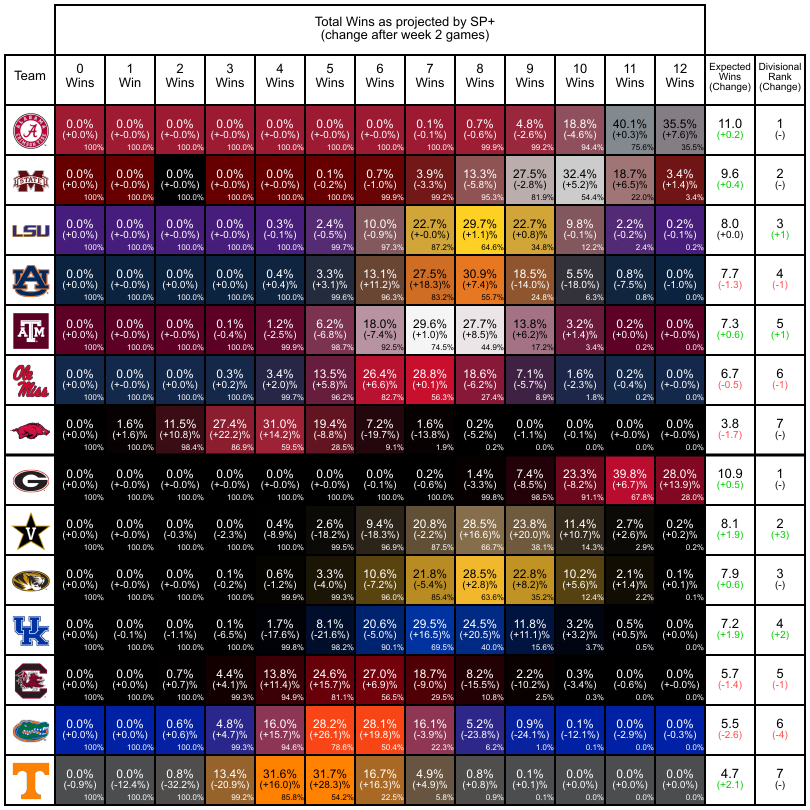 Total Wins as projected by SP+
(change after week 2 games)
Team
0 Wins
1 Win
2 Wins
3 Wins
4 Wins
5 Wins
6 Wins
7 Wins
8 Wins
9 Wins
10 Wins
11 Wins
12 Wins
Expected Wins (Change)
Divisional Rank (Change)
A
0.0% 0.0% 0.0% 0.0% 0.0% 0.0% 0.0% 0.1% 0.7% 4.8% 18.8% 40.1% 35.5% 11.0 1
(+0.0%) (+-0.0%) (+-0.0%) (+-0.0%) (+-0.0%) (+-0.0%) (+-0.0%) (-0.1%) (-0.6%) (-2.6%) (-4.6%) (+0.3)% (+7.6)% (+0.2) (-)
100% 100.0% 100.0% 100.0% 100.0% 100.0% 100.0% 100.0% 99.9% 99.2% 94.4% 75.6% 35.5%
STATE
0.0% 0.0% 0.0% 0.0% 0.0% 0.1% 0.7% 3.9% 13.3% 27.5% 32.4% 18.7% 3.4% 9.6 2
(+0.0%) (+-0.0%) (+-0.0%) (+-0.0%) (+-0.0%) (-0.2%) (-1.0%) (-3.3%) (-5.8%) (-2.8%) (+5.2)% (+6.5)% (+1.4)% (+0.4) (-)
100% 100.0% 100.0% 100.0% 100.0% 100.0% 99.9% 99.2% 95.3% 81.9% 54.4% 22.0% 3.4%
LSU
0.0% 0.0% 0.0% 0.0% 0.3% 2.4% 10.0% 22.7% 29.7% 22.7% 9.8% 2.2% 0.2% 8.0 3
(+0.0%) (+0.0%) (+-0.0%) (+-0.0%) (-0.1%) (-0.5%) (-0.9%) (-0.0%) (+1.1)% (+0.8)% (-0.1%) (-0.2%) (-0.1%) (+0.0) (+1)
100% 100.0% 100.0% 100.0% 100.0% 99.7% 97.3% 87.2% 64.6% 34.8% 12.2% 2.4% 0.2%
0.0% 0.0% 0.0% 0.0% 0.4% 3.3% 13.1% 27.5% 30.9% 18.5% 5.5% 0.8% 0.0% 7.7 4
(+0.0%) (+0.0%) (+0.0%) (+0.0%) (+0.4)% (+3.1)% (+11.2)% (+18.3)% (+7.4)% (-14.0%) (-18.0%) (-7.5%) (-1.0%) (-1.3) (-1)
100% 100.0% 100.0% 100.0% 100.0% 99.6% 96.3% 83.2% 55.7% 24.8% 6.3% 0.8% 0.0%
ATM
0.0% 0.0% 0.0% 0.1% 1.2% 6.2% 18.0% 29.6% 27.7% 13.8% 3.2% 0.2% 0.0% 7.3 5
(+0.0%) (+-0.0%) (+-0.0%) (-0.4%) (-2.5%) (-6.8%) (-7.4%) (+1.0)% (+8.5)% (+6.2)% (+1.4)% (+0.0)% (+0.0%) (+0.6) (+1)
100% 100.0% 100.0% 100.0% 99.9% 98.7% 92.5% 74.5% 44.9% 17.2% 3.4% 0.2% 0.0%
Ole Miss
0.0% 0.0% 0.0% 0.3% 3.4% 13.5% 26.4% 28.8% 18.6% 7.1% 1.6% 0.2% 0.0% 6.7 6
(+0.0%) (+0.0%) (+0.0%) (+0.2)% (+2.0)% (+5.8)% (+6.6)% (+0.1)% (-6.2)% (-5.7)% (-2.3%) (-0.4%) (+-0.0%) (-0.5) (-1)
100% 100.0% 100.0% 100.0% 99.7% 96.2% 82.7% 56.3% 27.4% 8.9% 1.8% 0.2% 0.0%
0.0% 1.6% 11.5% 27.4% 31.0% 19.4% 7.2% 1.6% 0.2% 0.0% 0.0% 0.0% 0.0% 3.8 7
(+0.0%) (+1.6)% (+10.8)% (+22.2)% (+14.2)% (-8.8%) (-19.7%) (-13.8%) (-5.2%) (-1.1%) (-0.1%) (+-0.0%) (+-0.0%) (-1.7) (-)
100% 100.0% 98.4% 86.9% 59.5% 28.5% 9.1% 1.9% 0.2% 0.0% 0.0% 0.0% 0.0%
G
0.0% 0.0% 0.0% 0.0% 0.0% 0.0% 0.0% 0.2% 1.4% 7.4% 23.3% 39.8% 28.0% 10.9 1
(+0.0%) (+-0.0%) (+-0.0%) (+-0.0%) (+-0.0%) (+-0.0%) (-0.1%) (-0.6%) (-3.3%) (-8.5%) (-8.2%) (+6.7)% (+13.9)% (+0.5) (-)
100% 100.0% 100.0% 100.0% 100.0% 100.0% 100.0% 100.0% 99.8% 98.5% 91.1% 67.8% 28.0%
V
0.0% 0.0% 0.0% 0.0% 0.4% 2.6% 9.4% 20.8% 28.5% 23.8% 11.4% 2.7% 0.2% 8.1 2
(+0.0%) (+-0.0%) (-0.3%) (-2.3%) (-8.9%) (-18.2%) (-18.3%) (-2.2%) (+16.6)% (+20.0)% (+10.7)% (+2.6)% (+0.2)% (+1.9) (+3)
100% 100.0% 100.0% 100.0% 100.0% 99.5% 96.9% 87.5% 66.7% 38.1% 14.3% 2.9% 0.2%
0.0% 0.0% 0.0% 0.1% 0.6% 3.3% 10.6% 21.8% 28.5% 22.8% 10.2% 2.1% 0.1% 7.9 3
(+0.0%) (+-0.0%) (+-0.0%) (-0.2%) (-1.2%) (-4.0%) (-7.2%) (-5.4%) (+2.8)% (+8.2)% (+5.6)% (+1.4)% (+0.1)% (+0.6) (-)
100% 100.0% 100.0% 100.0% 99.9% 99.3% 96.0% 85.4% 63.6% 35.2% 12.4% 2.2% 0.1%
UK
0.0% 0.0% 0.0% 0.1% 1.7% 8.1% 20.6% 29.5% 24.5% 11.8% 3.2% 0.5% 0.0% 7.2 4
(+0.0%) (-0.1%) (-1.1%) (-6.5%) (-17.6%) (-21.6%) (-5.0%) (+16.5)% (+20.5)% (+11.1)% (+3.2)% (+0.5)% (+0.0%) (+1.9) (+2)
100% 100.0% 100.0% 100.0% 99.8% 98.2% 90.1% 69.5% 40.0% 15.6% 3.7% 0.5% 0.0%
0.0% 0.0% 0.7% 4.4% 13.8% 24.6% 27.0% 18.7% 8.2% 2.2% 0.3% 0.0% 0.0% 5.7 5
(+0.0%) (+0.0%) (+0.7)% (+4.1)% (+11.4)% (+15.7)% (+6.9)% (-9.0%) (-15.5%) (-10.2%) (-3.4%) (-0.6%) (+-0.0%) (-1.4) (-1)
100% 100.0% 100.0% 99.3% 94.9% 81.1% 56.5% 29.5% 10.8% 2.5% 0.3% 0.0% 0.0%
0.0% 0.0% 0.6% 4.8% 16.0% 28.2% 28.1% 16.1% 5.2% 0.9% 0.1% 0.0% 0.0% 5.5 6
(+0.0%) (+0.0%) (+0.6)% (+4.7)% (+15.7)% (+26.1)% (+19.8)% (-3.9%) (-23.8%) (-24.1%) (-12.1%) (-2.9%) (-0.3%) (-2.6) (-4)
100% 100.0% 100.0% 99.3% 94.6% 78.6% 50.4% 22.3% 6.2% 1.0% 0.1% 0.0% 0.0%
T
0.0% 0.0% 0.8% 13.4% 31.6% 31.7% 16.7% 4.9% 0.8% 0.1% 0.0% 0.0% 0.0% 4.7 7
(-0.9%) (-12.4%) (-32.2%) (-20.9%) (+16.0)% (+28.3)% (+16.3)% (+4.9)% (+0.8)% (+0.1)% (+0.0%) (+0.0%) (+0.0%) (+2.1) (-)
100% 100.0% 100.0% 99.2% 85.8% 54.2% 22.5% 5.8% 0.9% 0.1% 0.0% 0.0% 0.0%